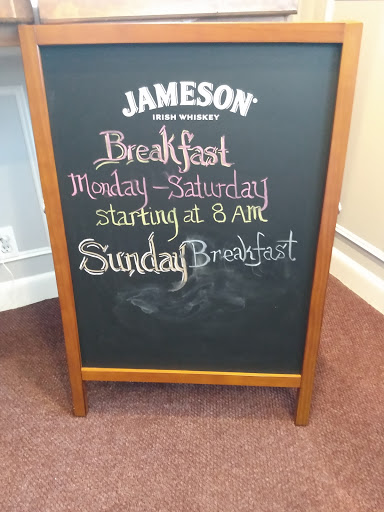 JAMESON
IRISH WHISKEY
Breakfast
Monday - Saturday
starting at 8 AM
Sunday Breakfast